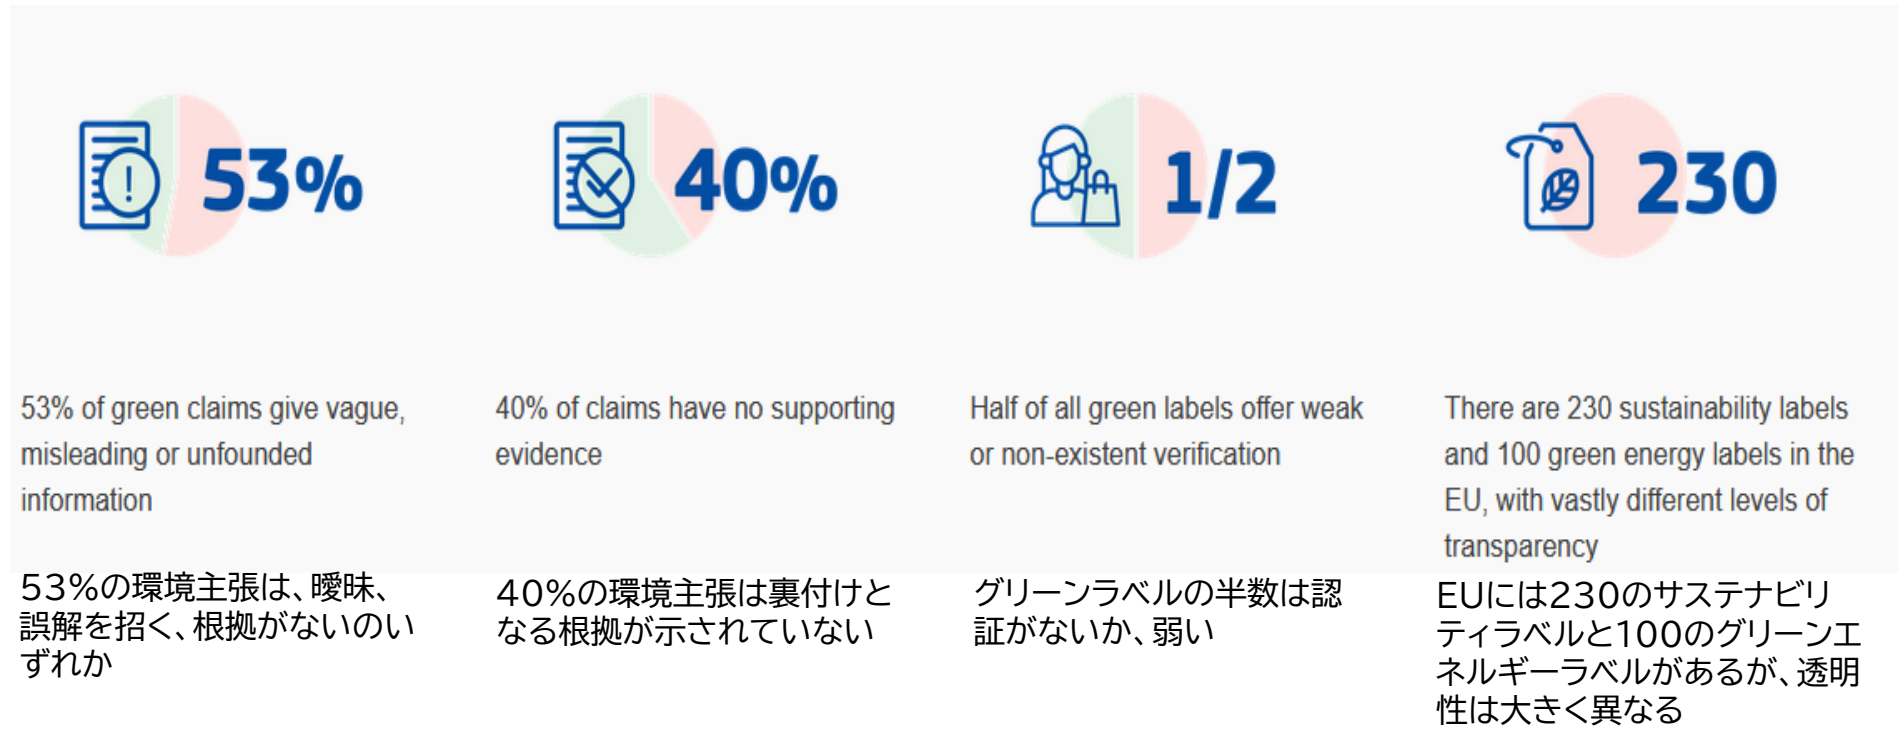 53%
40%
1/2
230
53% of green claims give vague,
misleading or unfounded
information
40% of claims have no supporting
evidence
Half of all green labels offer weak
or non-existent verification
There are 230 sustainability labels
and 100 green energy labels in the
EU, with vastly different levels of
transparency
53%の環境主張は、曖昧、
誤解を招く、根拠がないのい
ずれか
40%の環境主張は裏付けと
なる根拠が示されていない
グリーンラベルの半数は認
証がないか、弱い
EUには230のサステナビリ
ティラベルと100のグリーンエ
ネルギーラベルがあるが、透明
性は大きく異なる